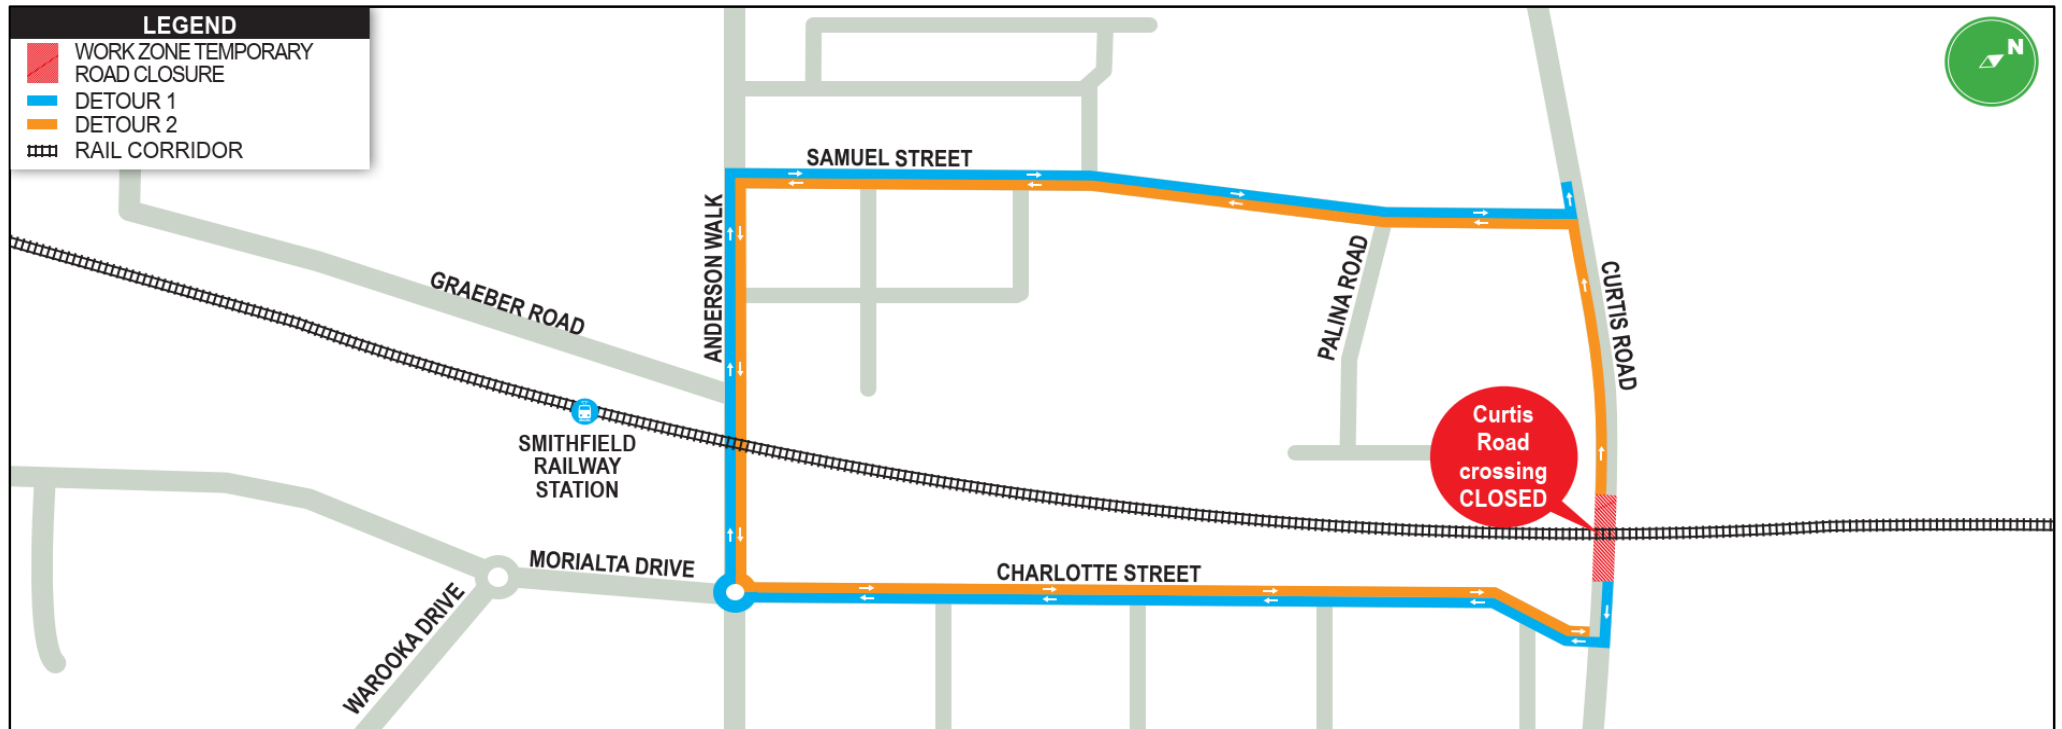 LEGEND
WORK ZONE TEMPORARY
ROAD CLOSURE
DETOUR 1
DETOUR 2
RAIL CORRIDOR
N
SAMUEL STREET
ANDERSON WALK
GRAEBER ROAD
PALINA ROAD
CURTIS ROAD
Curtis
Road
crossing
CLOSED
SMITHFIELD
RAILWAY
STATION
MORIALTA DRIVE
CHARLOTTE STREET
WAROOKA DRIVE